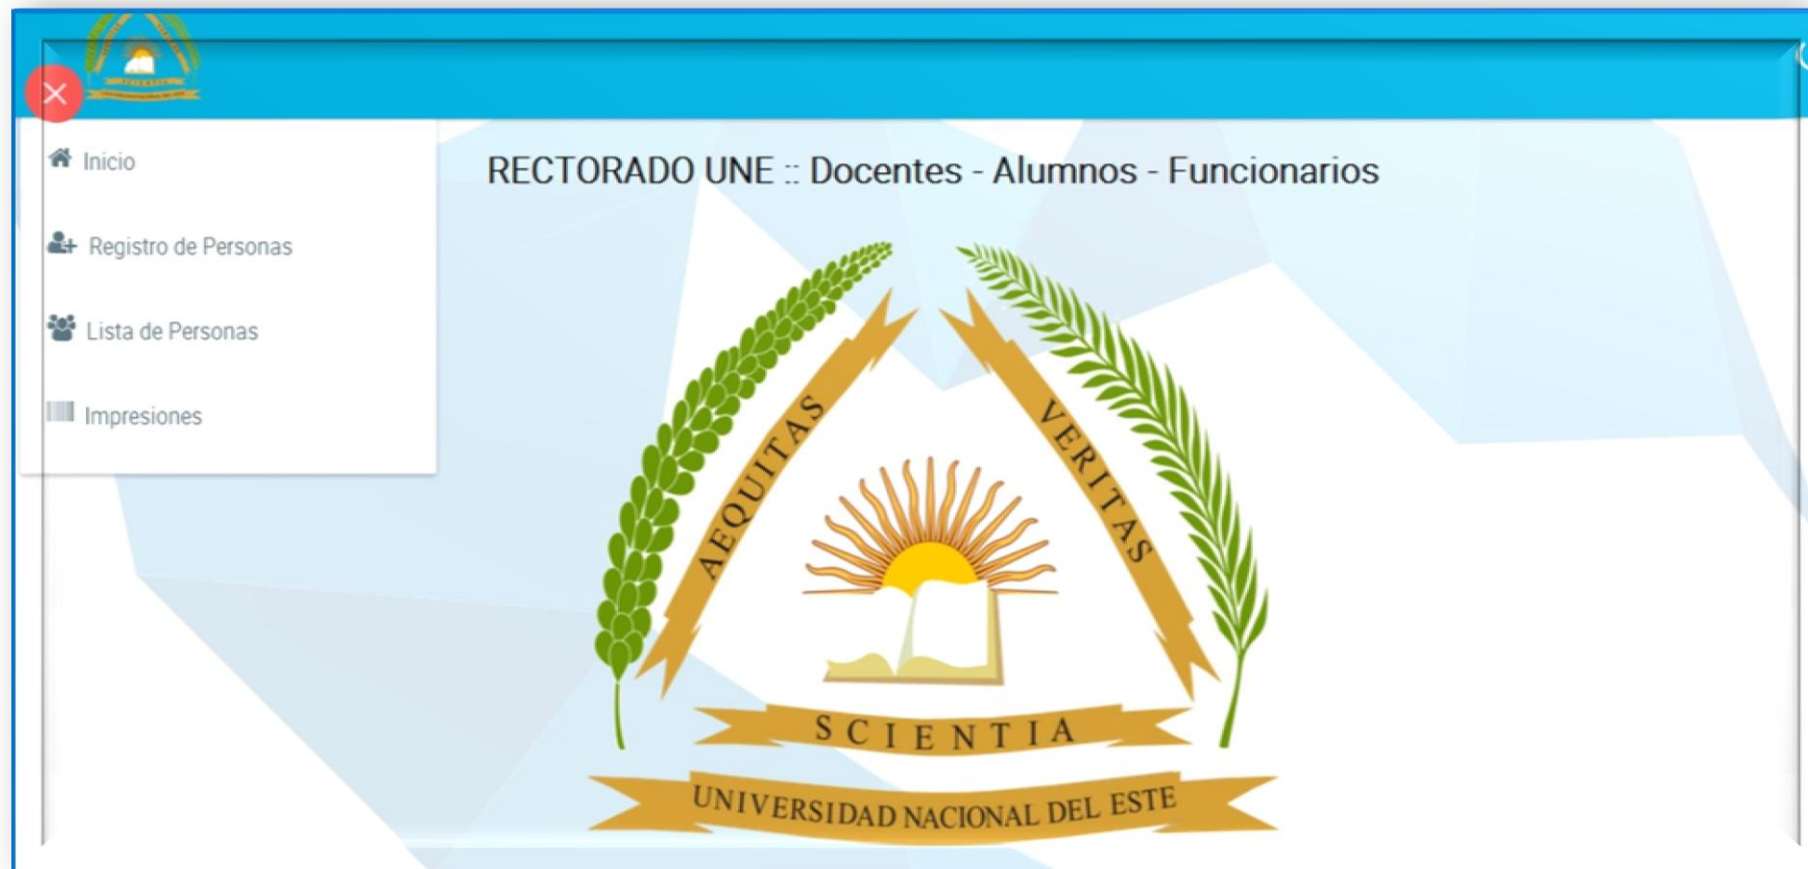 SCIENTIA
Inicio
Registro de Personas
Lista de Personas
Impresiones
RECTORADO UNE :: Docentes - Alumnos - Funcionarios
AEQUITAS
VERITAS
SCIENTIA
UNIVERSIDAD NACIONAL DEL ESTE